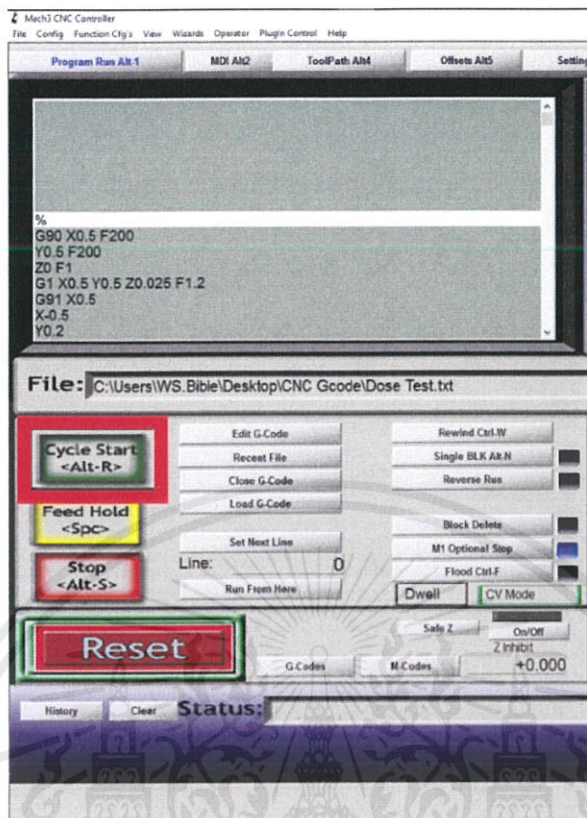 Mach3 CNC Controller
File Config Function Cfg's View Wizards Operator PlugIn Control Help
Program Run Alt-1 MDI Alt2 ToolPath Alt4 Offsets Alt5 Setting
%
G90 X0.5 F200
Y0.5 F200
Z0 F1
G1 X0.5 Y0.5 Z0.025 F1.2
G91 X0.5
X-0.5
Y0.2
File: C:\Users\WS.Bible\Desktop\CNC Gcode\Dose Test.txt
Cycle Start
<Alt-R>
Edit G-Code
Rewind Ctrl-W
Recent File
Single BLK Alt-N
Close G-Code
Reverse Run
Feed Hold
<Spc>
Load G-Code
Block Delete
Set Next Line
M1 Optional Stop
Stop
<Alt-S>
Line: 0
Flood Ctrl-F
Run From Here
Dwell CV Mode
Reset
Safe Z
On/Off
Z Inhibit
G-Codes M-Codes +0.000
History Clear Status: